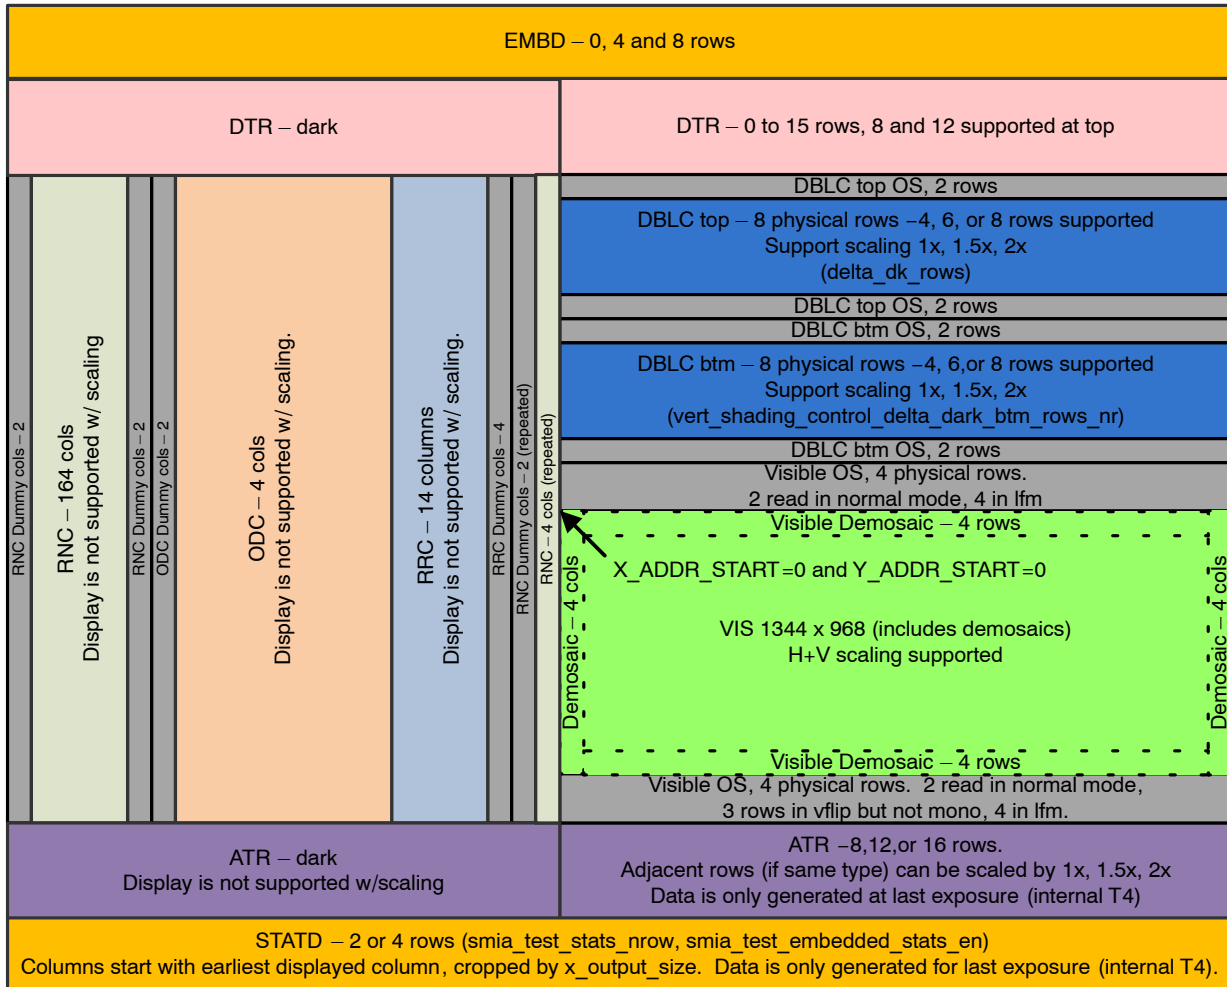 EMBD – 0, 4 and 8 rows
DTR – dark
DTR – 0 to 15 rows, 8 and 12 supported at top
RNC Dummy cols – 2
RNC – 164 cols
Display is not supported w/ scaling
RNC Dummy cols – 2
ODC Dummy cols – 2
ODC – 4 cols
Display is not supported w/ scaling.
RRC – 14 columns
Display is not supported w/ scaling.
RRC Dummy cols – 4
RNC Dummy cols – 2 (repeated)
RNC – 4 cols (repeated)
DBLC top OS, 2 rows
DBLC top – 8 physical rows –4, 6, or 8 rows supported
Support scaling 1x, 1.5x, 2x
(delta_dk_rows)
DBLC top OS, 2 rows
DBLC btm OS, 2 rows
DBLC btm – 8 physical rows –4, 6,or 8 rows supported
Support scaling 1x, 1.5x, 2x
(vert_shading_control_delta_dark_btm_rows_nr)
DBLC btm OS, 2 rows
Visible OS, 4 physical rows.
2 read in normal mode, 4 in lfm
Visible Demosaic – 4 rows
Demosaic – 4 cols
X_ADDR_START=0 and Y_ADDR_START=0
VIS 1344 x 968 (includes demosaics)
H+V scaling supported
Demosaic – 4 cols
Visible Demosaic – 4 rows
Visible OS, 4 physical rows.  2 read in normal mode,
3 rows in vflip but not mono, 4 in lfm.
ATR – dark
Display is not supported w/scaling
ATR –8,12,or 16 rows.
Adjacent rows (if same type) can be scaled by 1x, 1.5x, 2x
Data is only generated at last exposure (internal T4)
STATD – 2 or 4 rows (smia_test_stats_nrow, smia_test_embedded_stats_en)
Columns start with earliest displayed column, cropped by x_output_size.  Data is only generated for last exposure (internal T4).